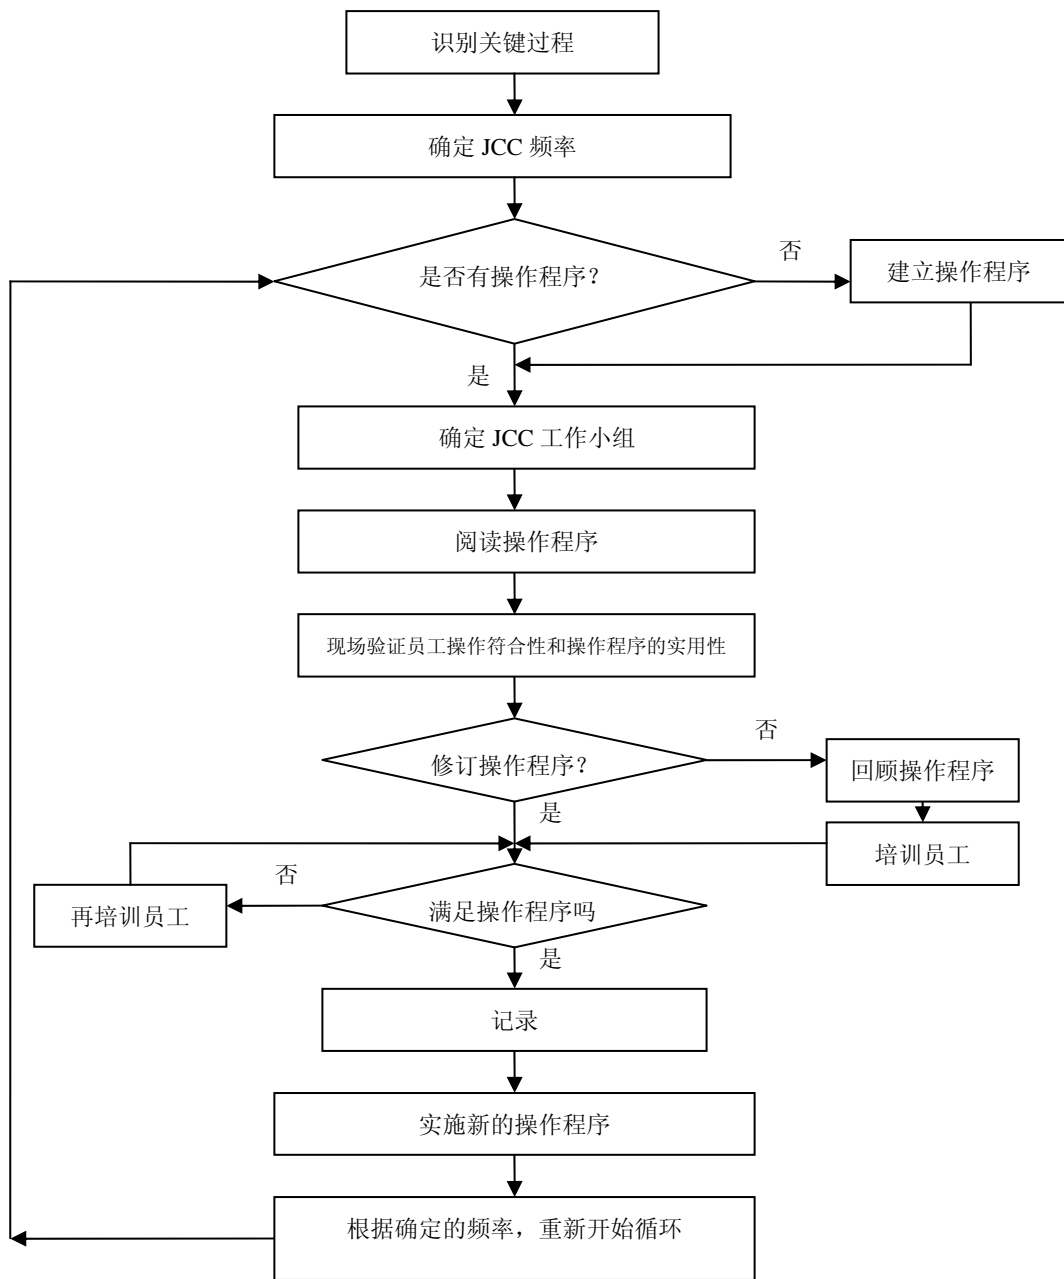 识别关键过程
确定 JCC 频率
是否有操作程序？
否
建立操作程序
是
确定 JCC 工作小组
阅读操作程序
现场验证员工操作符合性和操作程序的实用性
修订操作程序？
否
回顾操作程序
是
培训员工
否
再培训员工
满足操作程序吗
是
记录
实施新的操作程序
根据确定的频率，重新开始循环